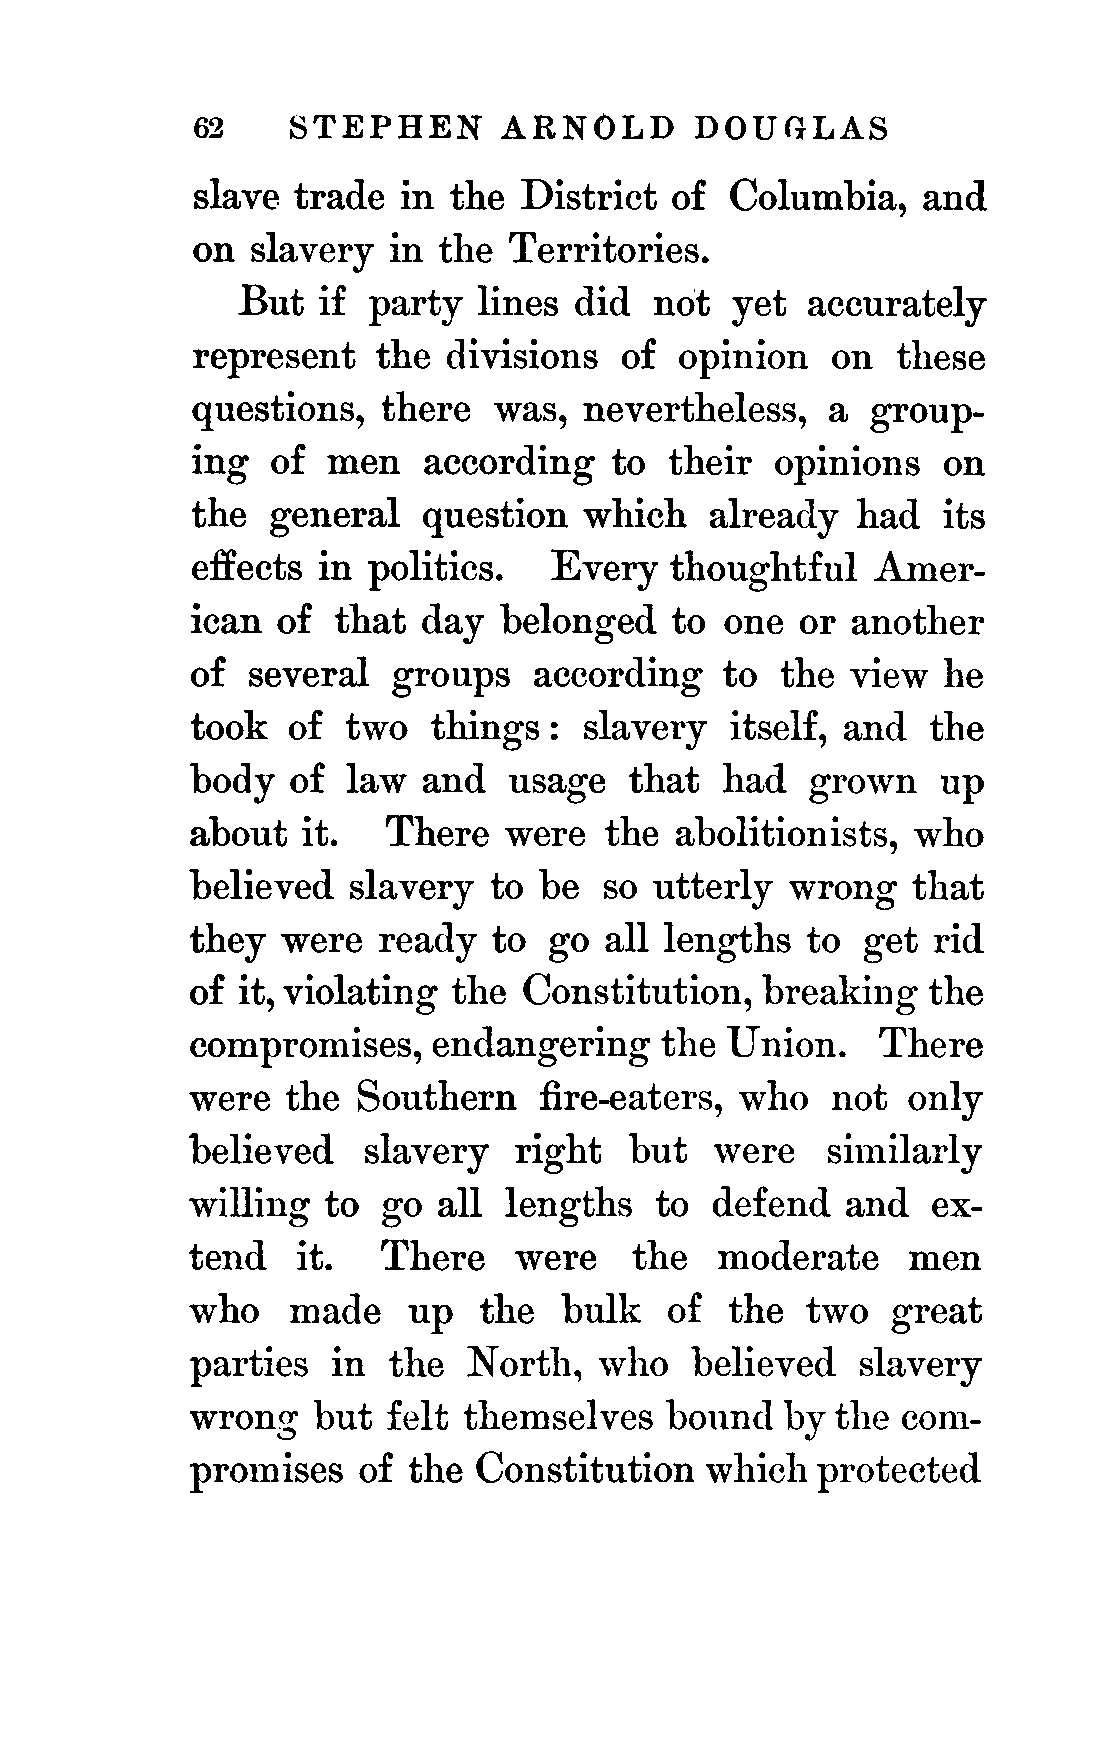 62 STEPHEN ARNOLD DOUGLAS
slave trade in the District of Columbia, and
on slavery in the Territories.
But if party lines did not yet accurately
represent the divisions of opinion on these
questions, there was, nevertheless, a group-
ing of men according to their opinions on
the general question which already had its
effects in politics. Every thoughtful Amer-
ican of that day belonged to one or another
of several groups according to the view he
took of two things: slavery itself, and the
body of law and usage that had grown up
about it. There were the abolitionists, who
believed slavery to be so utterly wrong that
they were ready to go all lengths to get rid
of it, violating the Constitution, breaking the
compromises, endangering the Union. There
were the Southern fire-eaters, who not only
believed slavery right but were similarly
willing to go all lengths to defend and ex-
tend it. There were the moderate men
who made up the bulk of the two great
parties in the North, who believed slavery
wrong but felt themselves bound by the com-
promises of the Constitution which protected